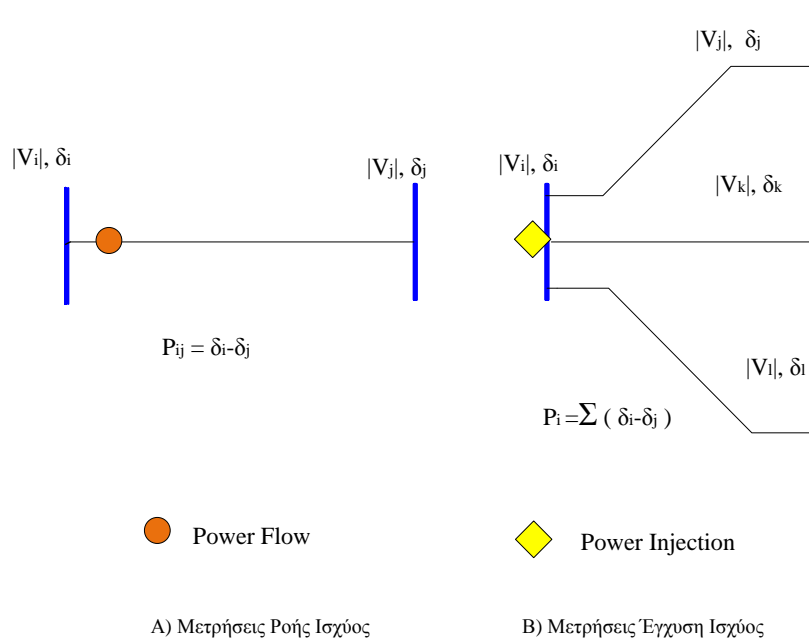 |Vj|, δj
|Vi|, δi
|Vj|, δj
|Vi|, δi
|Vk|, δk
Pij = δi-δj
|Vl|, δl
Pi =Σ ( δi-δj )
Power Flow
Power Injection
Α) Μετρήσεις Ροής Ισχύος
Β) Μετρήσεις Έγχυση Ισχύος